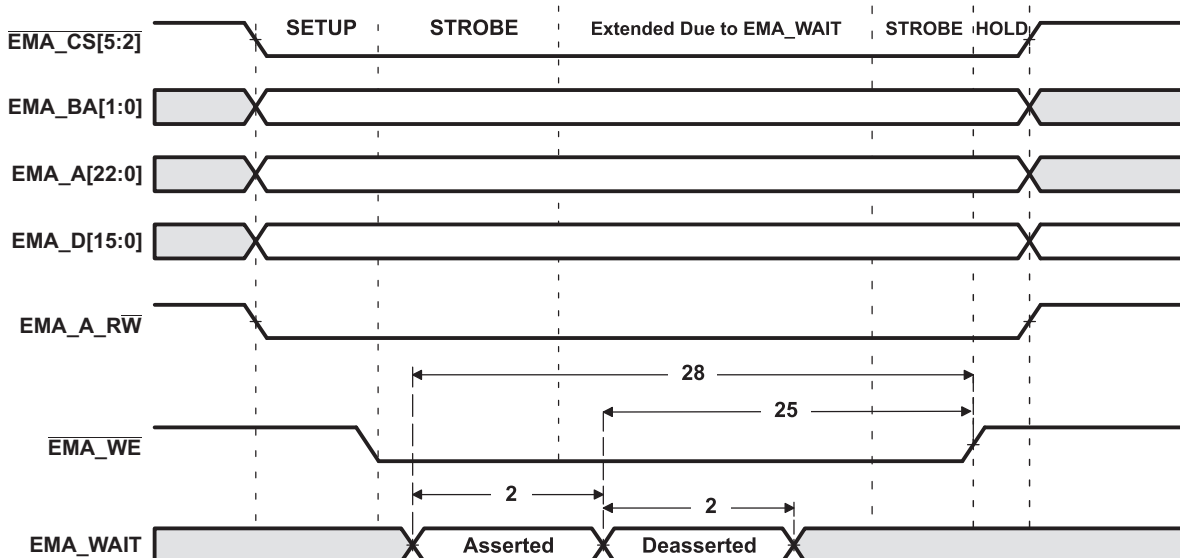 SETUP STROBE Extended Due to EMA_WAIT STROBE HOLD
EMA_CS[5:2]
EMA_BA[1:0]
EMA_A[22:0]
EMA_D[15:0]
EMA_A_RW
28
25
EMA_WE
2
2
EMA_WAIT Asserted Deasserted